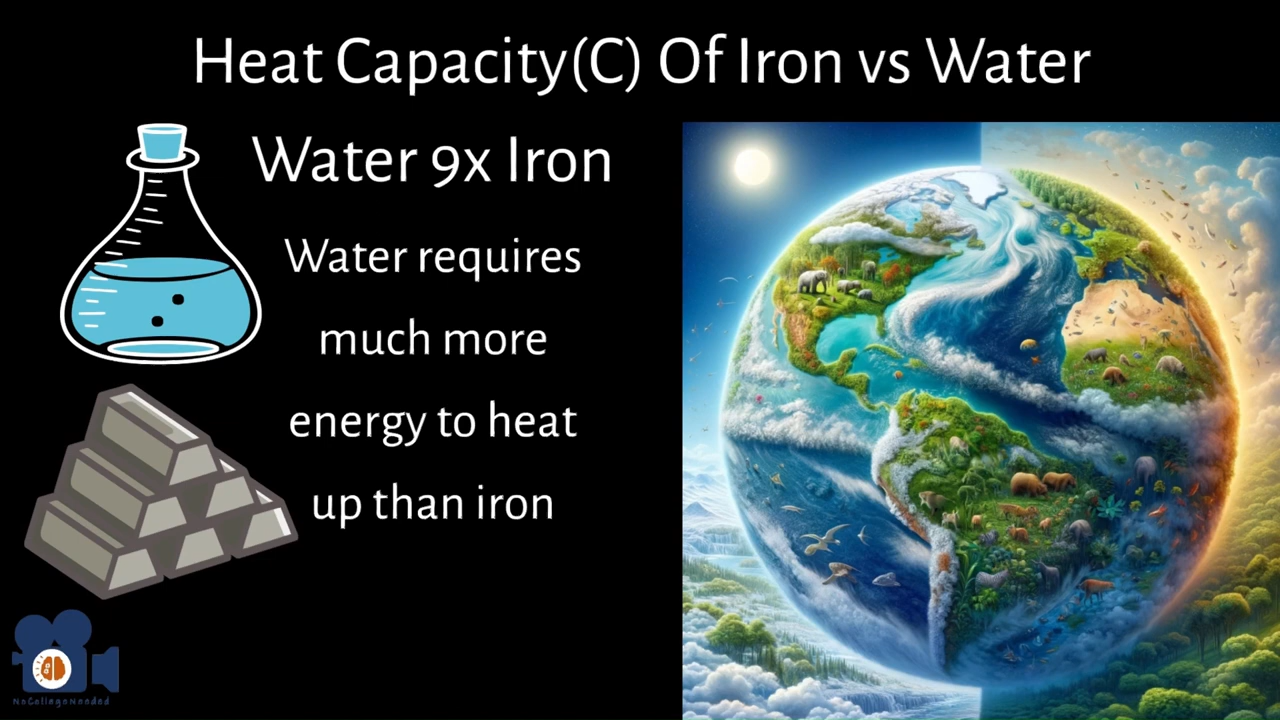 Heat Capacity(C) Of Iron vs Water
Water 9x Iron
Water requires
much more
energy to heat
up than iron
NoCollegeNeeded